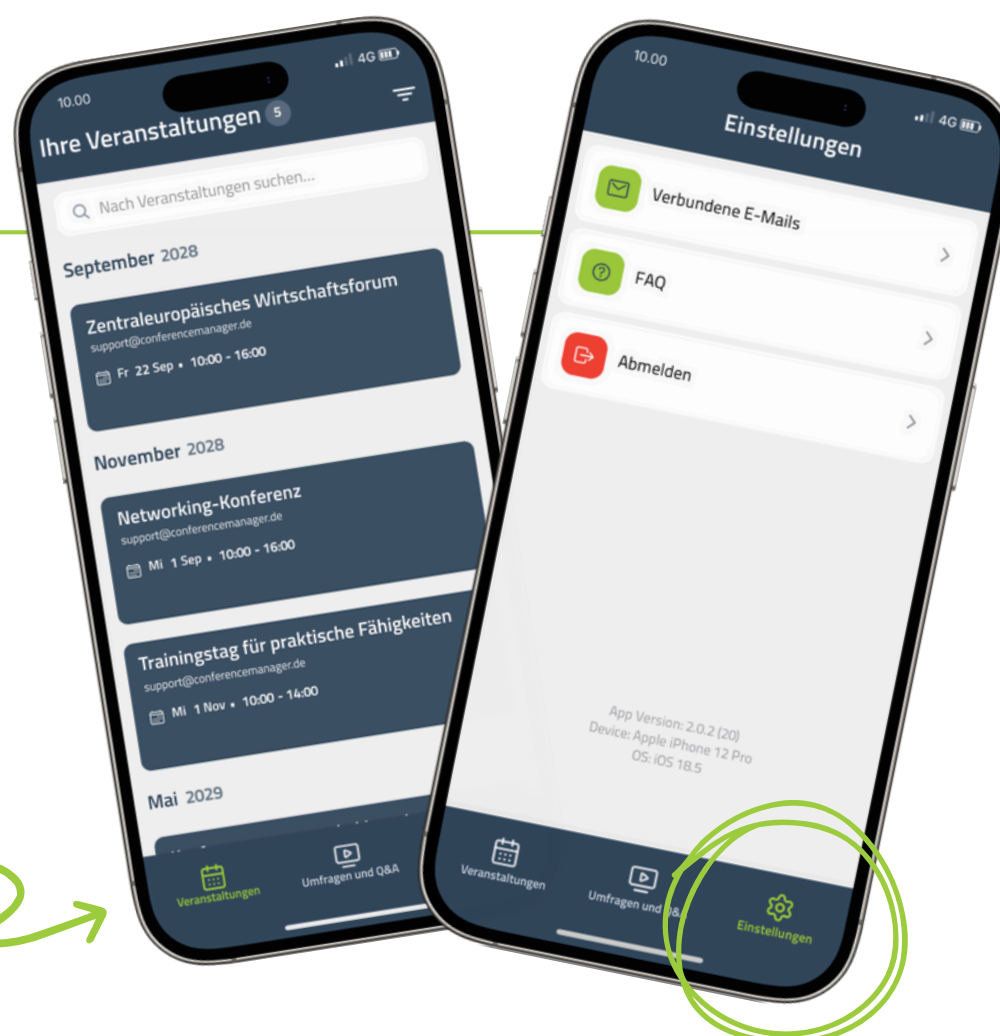 10.00
4G
Ihre Veranstaltungen 5
Nach Veranstaltungen suchen...
September 2028
Zentraleuropäisches Wirtschaftsforum
support@conferencemanager.de
Fr 22 Sep • 10:00 - 16:00
November 2028
Networking-Konferenz
support@conferencemanager.de
Mi 1 Sep • 10:00 - 16:00
Trainingstag für praktische Fähigkeiten
support@conferencemanager.de
Mi 1 Nov • 10:00 - 14:00
Mai 2029
Veranstaltungen
Umfragen und Q&A
10.00
4G
Einstellungen
Verbundene E-Mails
FAQ
Abmelden
App Version: 2.0.2 (20)
Device: Apple iPhone 12 Pro
OS: iOS 18.5
Veranstaltungen
Umfragen und Q&A
Einstellungen